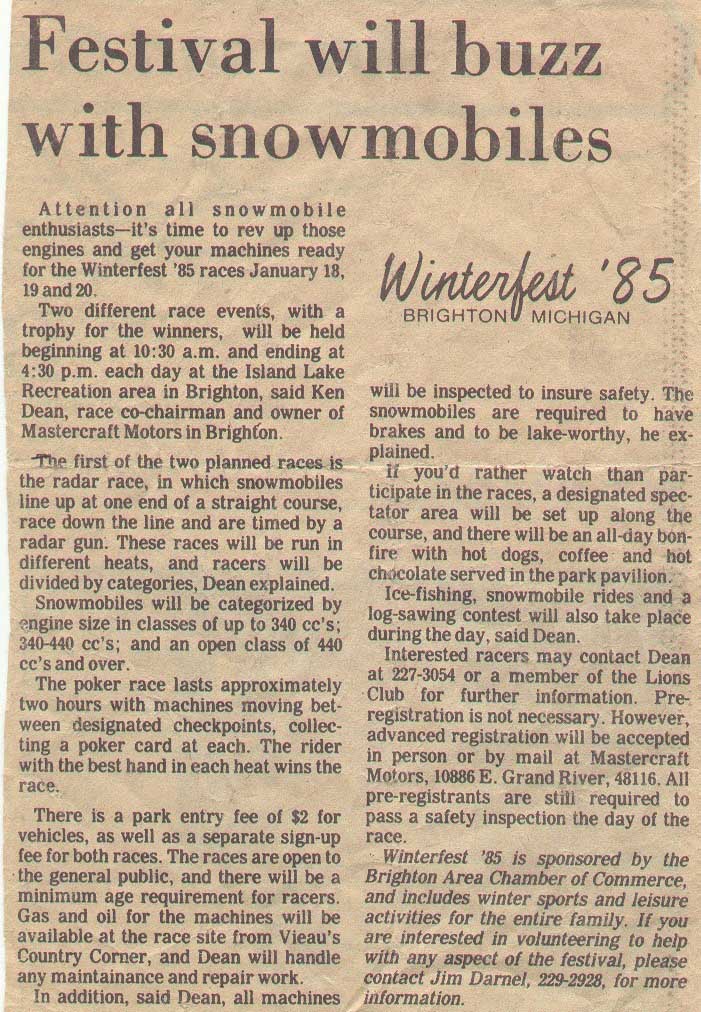 Festival will buzz
with snowmobiles
Attention all snowmobile
enthusiasts—it's time to rev up those
engines and get your machines ready
for the Winterfest '85 races January 18,
19 and 20.
Two different race events, with a
trophy for the winners, will be held
beginning at 10:30 a.m. and ending at
4:30 p.m. each day at the Island Lake
Recreation area in Brighton, said Ken
Dean, race co-chairman and owner of
Mastercraft Motors in Brighton.
The first of the two planned races is
the radar race, in which snowmobiles
line up at one end of a straight course,
race down the line and are timed by a
radar gun. These races will be run in
different heats, and racers will be
divided by categories, Dean explained.
Snowmobiles will be categorized by
engine size in classes of up to 340 cc's;
340-440 cc's; and an open class of 440
cc's and over.
The poker race lasts approximately
two hours with machines moving bet-
ween designated checkpoints, collec-
ting a poker card at each. The rider
with the best hand in each heat wins the
race.
There is a park entry fee of $2 for
vehicles, as well as a separate sign-up
fee for both races. The races are open to
the general public, and there will be a
minimum age requirement for racers.
Gas and oil for the machines will be
available at the race site from Vieau's
Country Corner, and Dean will handle
any maintainance and repair work.
In addition, said Dean, all machines
Winterfest '85
BRIGHTON MICHIGAN
will be inspected to insure safety. The
snowmobiles are required to have
brakes and to be lake-worthy, he ex-
plained.
If you'd rather watch than par-
ticipate in the races, a designated spec-
tator area will be set up along the
course, and there will be an all-day bon-
fire with hot dogs, coffee and hot
chocolate served in the park pavilion.
Ice-fishing, snowmobile rides and a
log-sawing contest will also take place
during the day, said Dean.
Interested racers may contact Dean
at 227-3054 or a member of the Lions
Club for further information. Pre-
registration is not necessary. However,
advanced registration will be accepted
in person or by mail at Mastercraft
Motors, 10886 E. Grand River, 48116. All
pre-registrants are still required to
pass a safety inspection the day of the
race.
Winterfest '85 is sponsored by the
Brighton Area Chamber of Commerce,
and includes winter sports and leisure
activities for the entire family. If you
are interested in volunteering to help
with any aspect of the festival, please
contact Jim Darnel, 229-2928, for more
information.